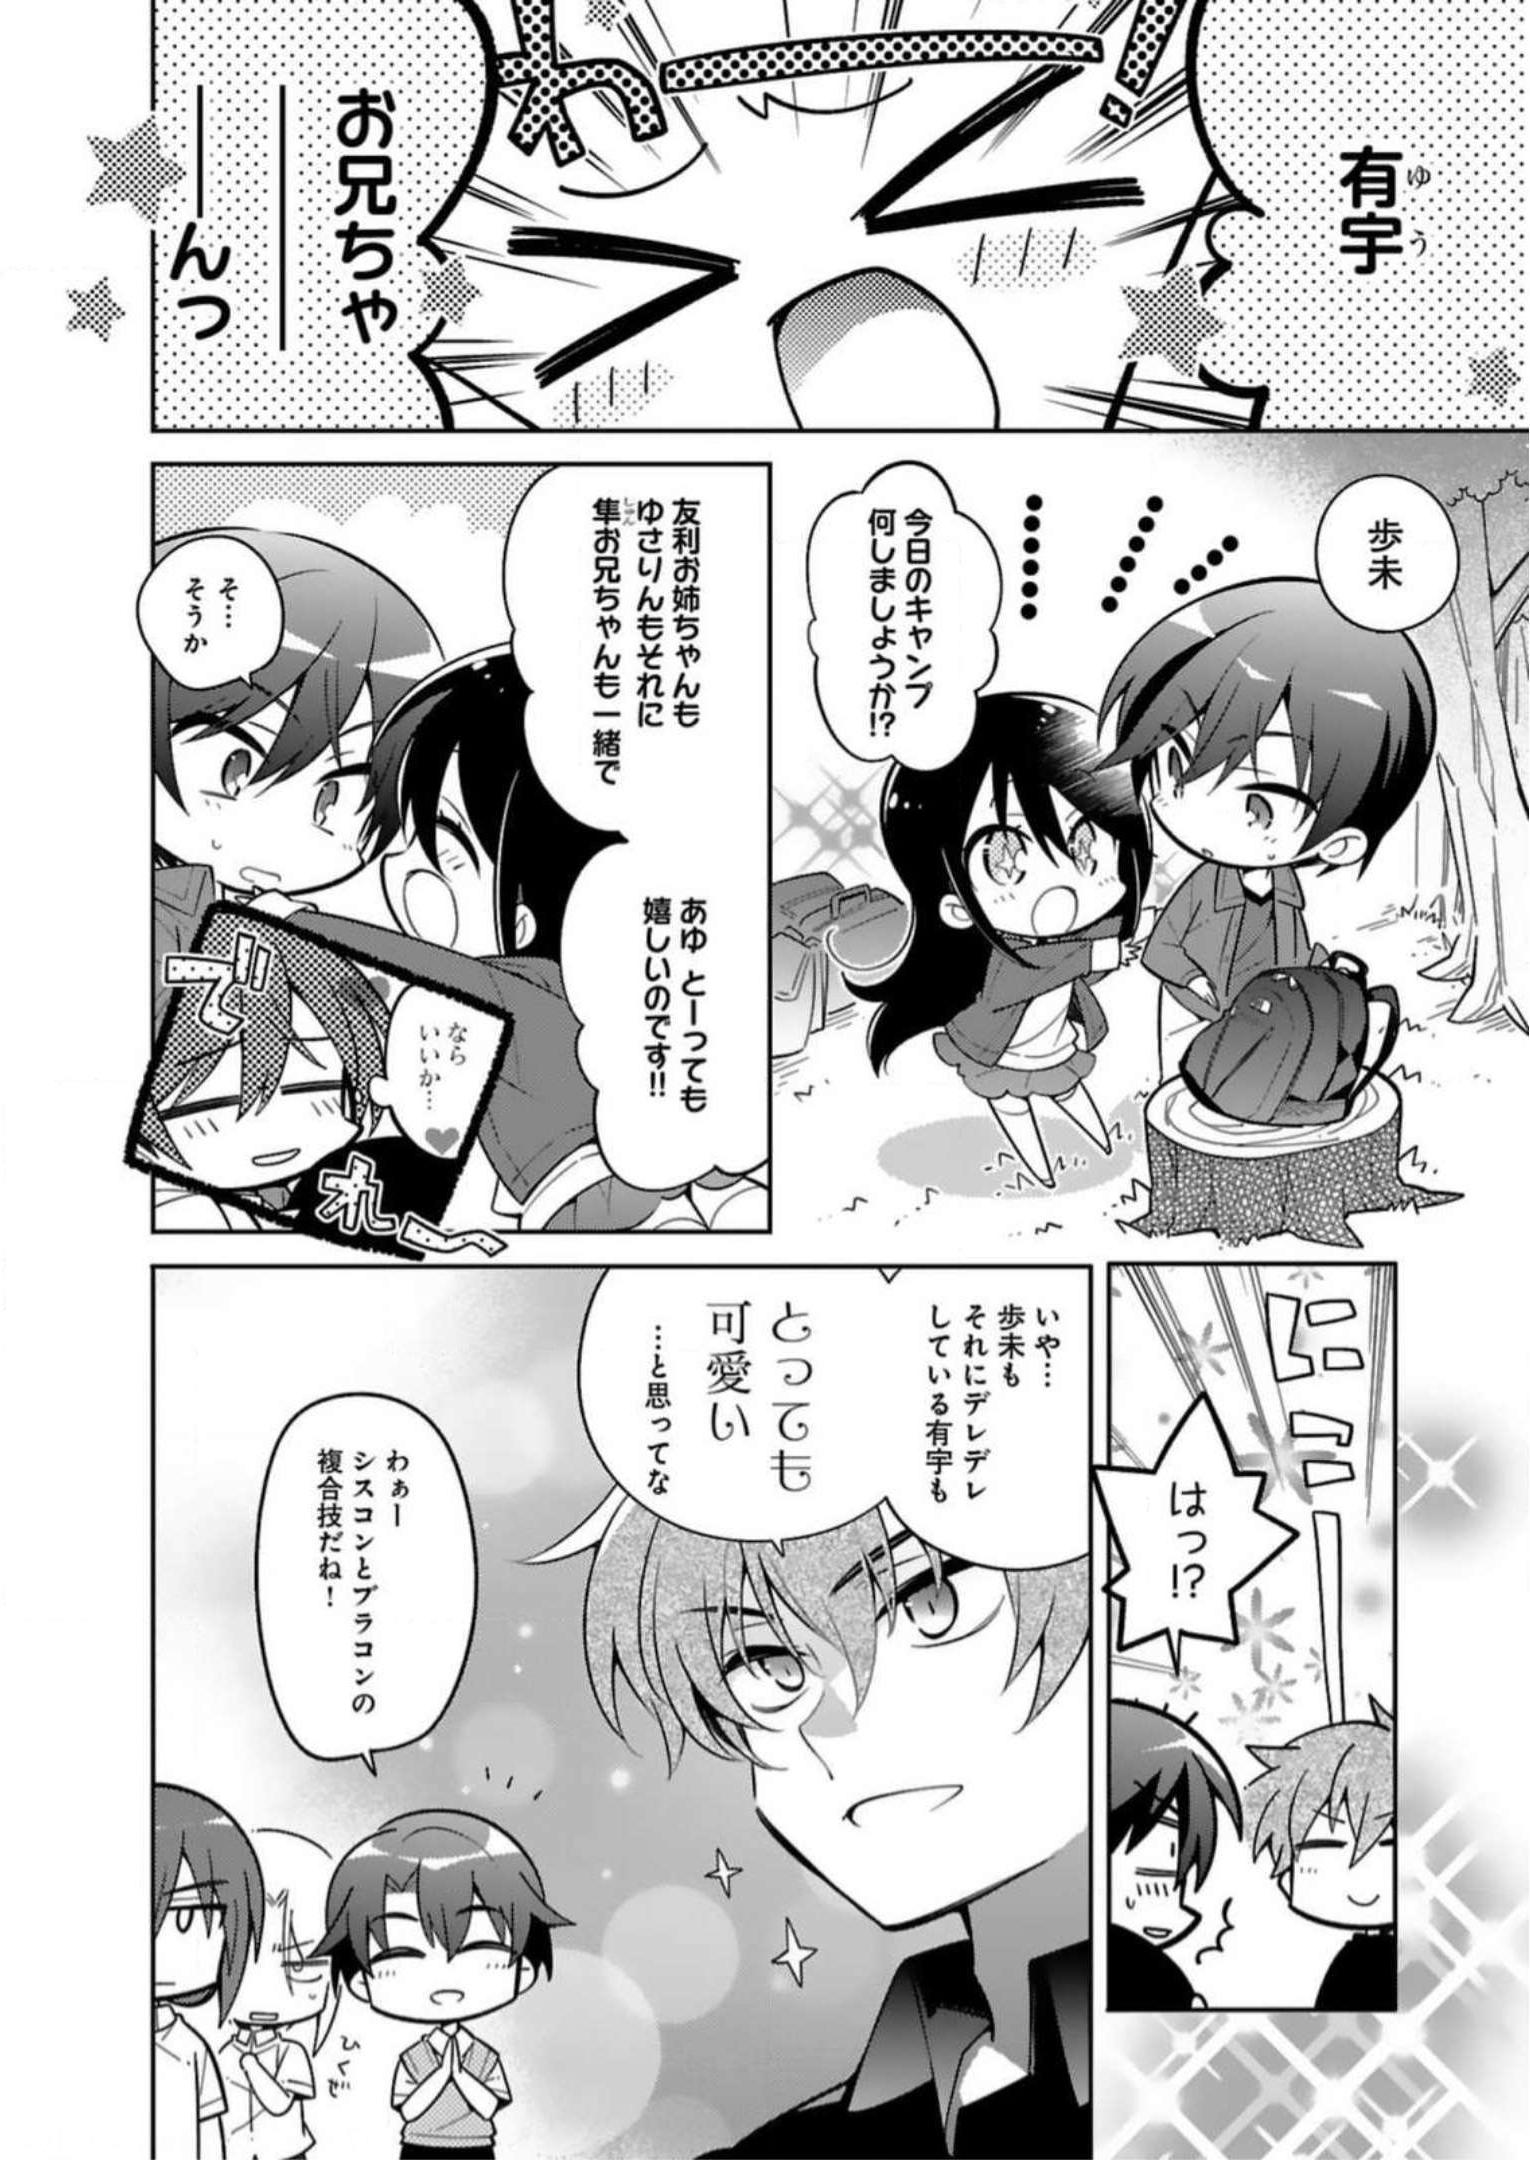 わーーー!!
有宇
ゆう
お兄ちゃ
――んっ
歩未
今日のキャンプ
何しましょうか!?
友利お姉ちゃんも
ゆさりんもそれに
隼お兄ちゃんも一緒で
しゅん
あゆ とーっても
嬉しいのです!!
そ…
そうか
なら
いいか…
でれ〜
にこー
はっ!?
いや…
歩未も
それにデレデレ
している有宇も
とっても
可愛い
…と思ってな
わぁー
シスコンとブラコンの
複合技だね!
ひくぜ